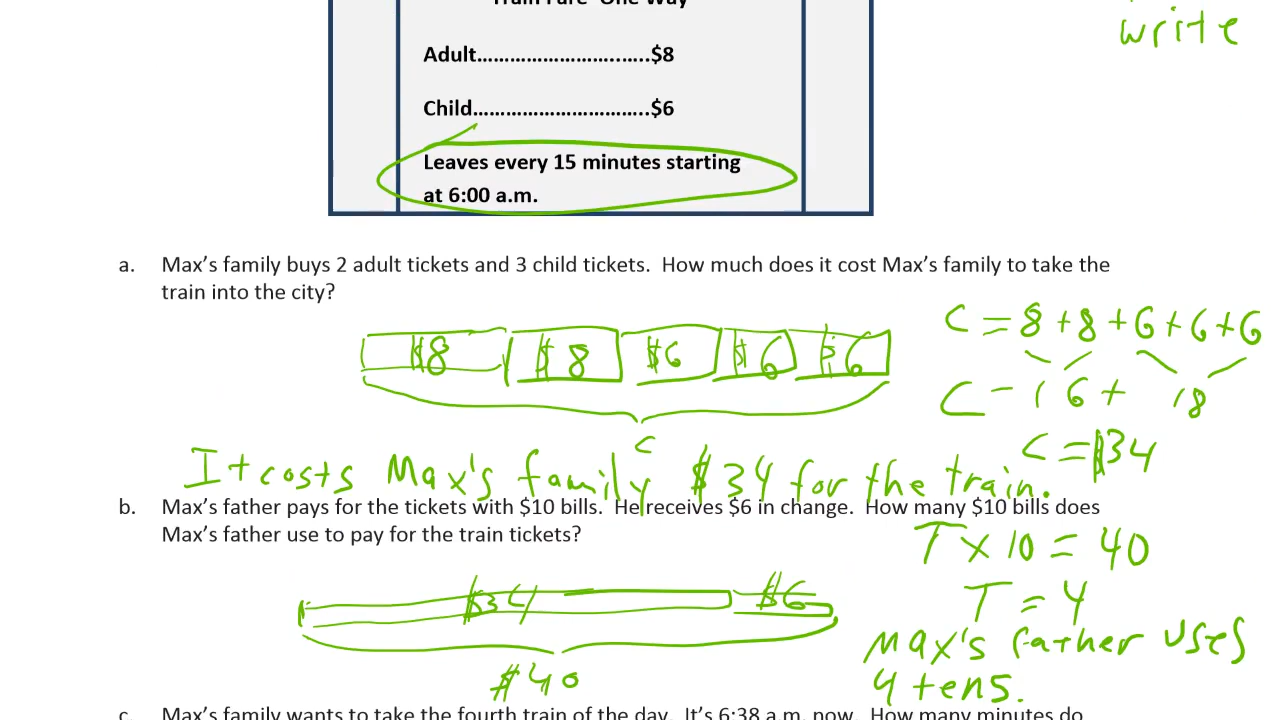 Train Fare One Way
write
Adult……………………..…..$8
Child…………………………..$6
Leaves every 15 minutes starting
at 6:00 a.m.
a. Max’s family buys 2 adult tickets and 3 child tickets. How much does it cost Max’s family to take the
train into the city?
C = 8 + 8 + 6 + 6 + 6
$8 $8 $6 $6 $6
C = 16 + 18
C
C = $34
It costs Max's family $34 for the train.
b. Max’s father pays for the tickets with $10 bills. He receives $6 in change. How many $10 bills does
Max’s father use to pay for the train tickets?
T x 10 = 40
$34 $6
T = 4
Max's father uses
$40
4 tens.
c. Max’s family wants to take the fourth train of the day. It’s 6:38 a.m. now. How many minutes do